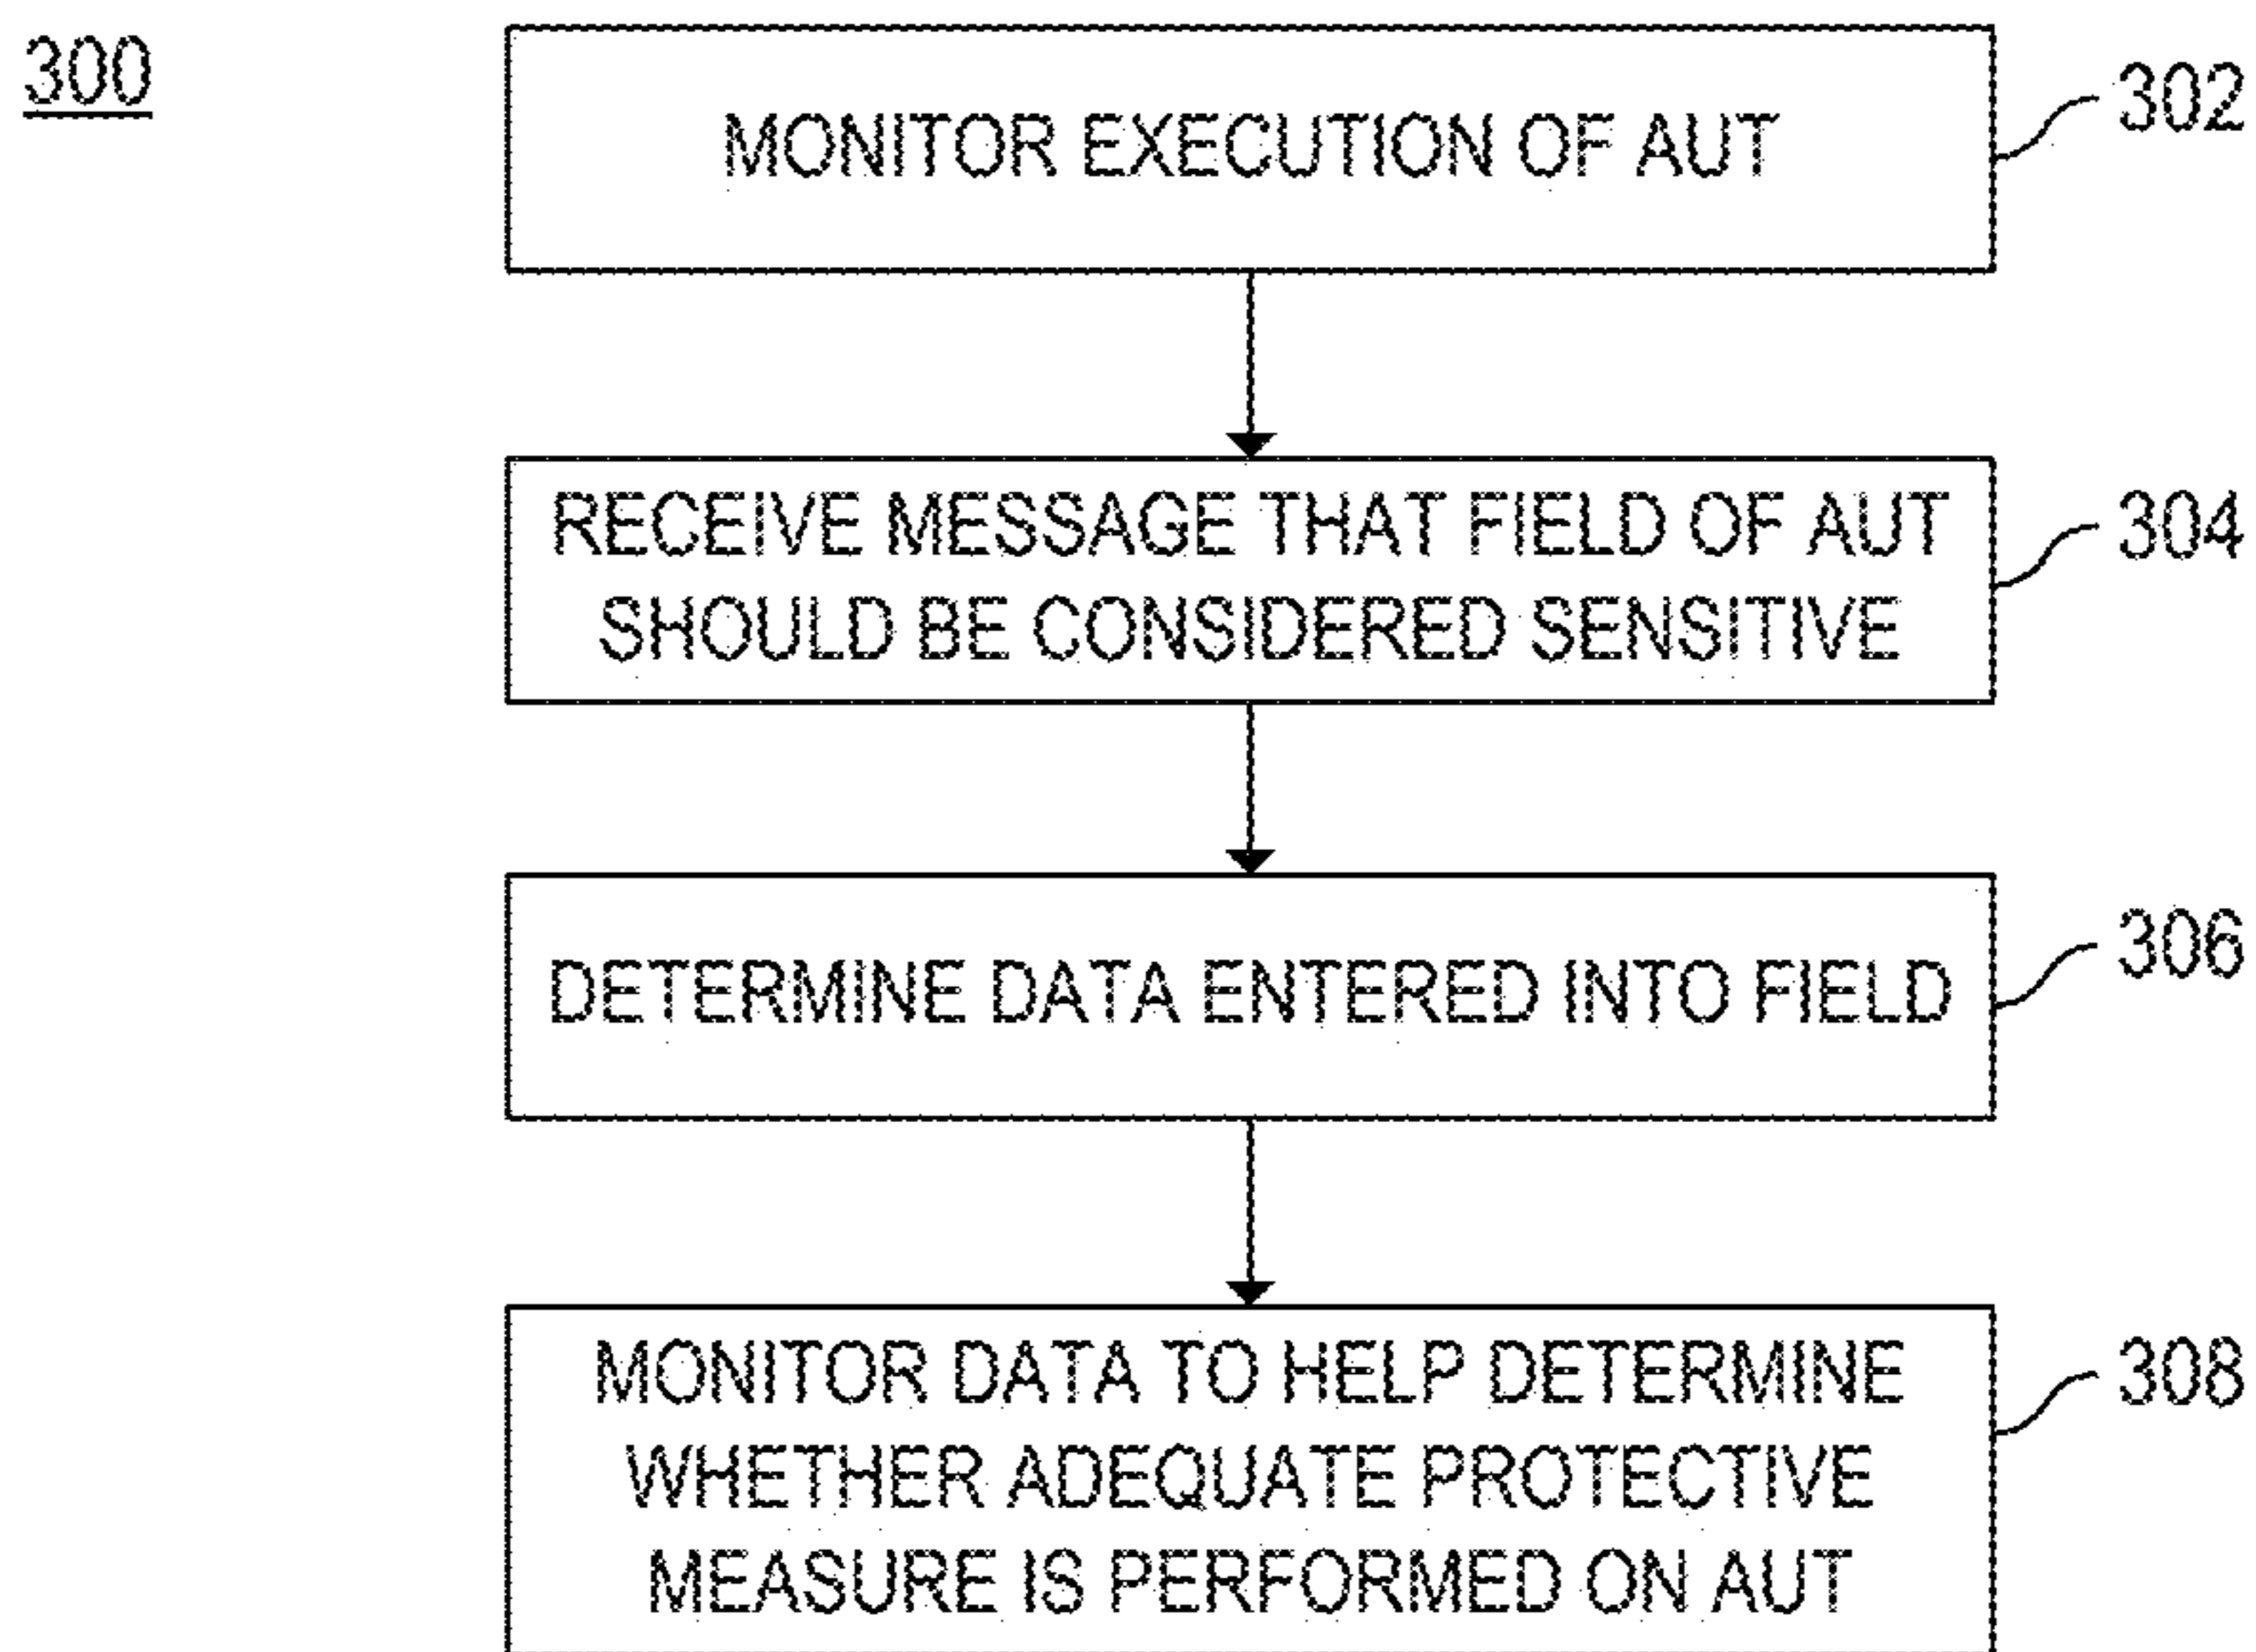 300
MONITOR EXECUTION OF AUT
302
RECEIVE MESSAGE THAT FIELD OF AUT
SHOULD BE CONSIDERED SENSITIVE
304
DETERMINE DATA ENTERED INTO FIELD
306
MONITOR DATA TO HELP DETERMINE
WHETHER ADEQUATE PROTECTIVE
MEASURE IS PERFORMED ON AUT
308